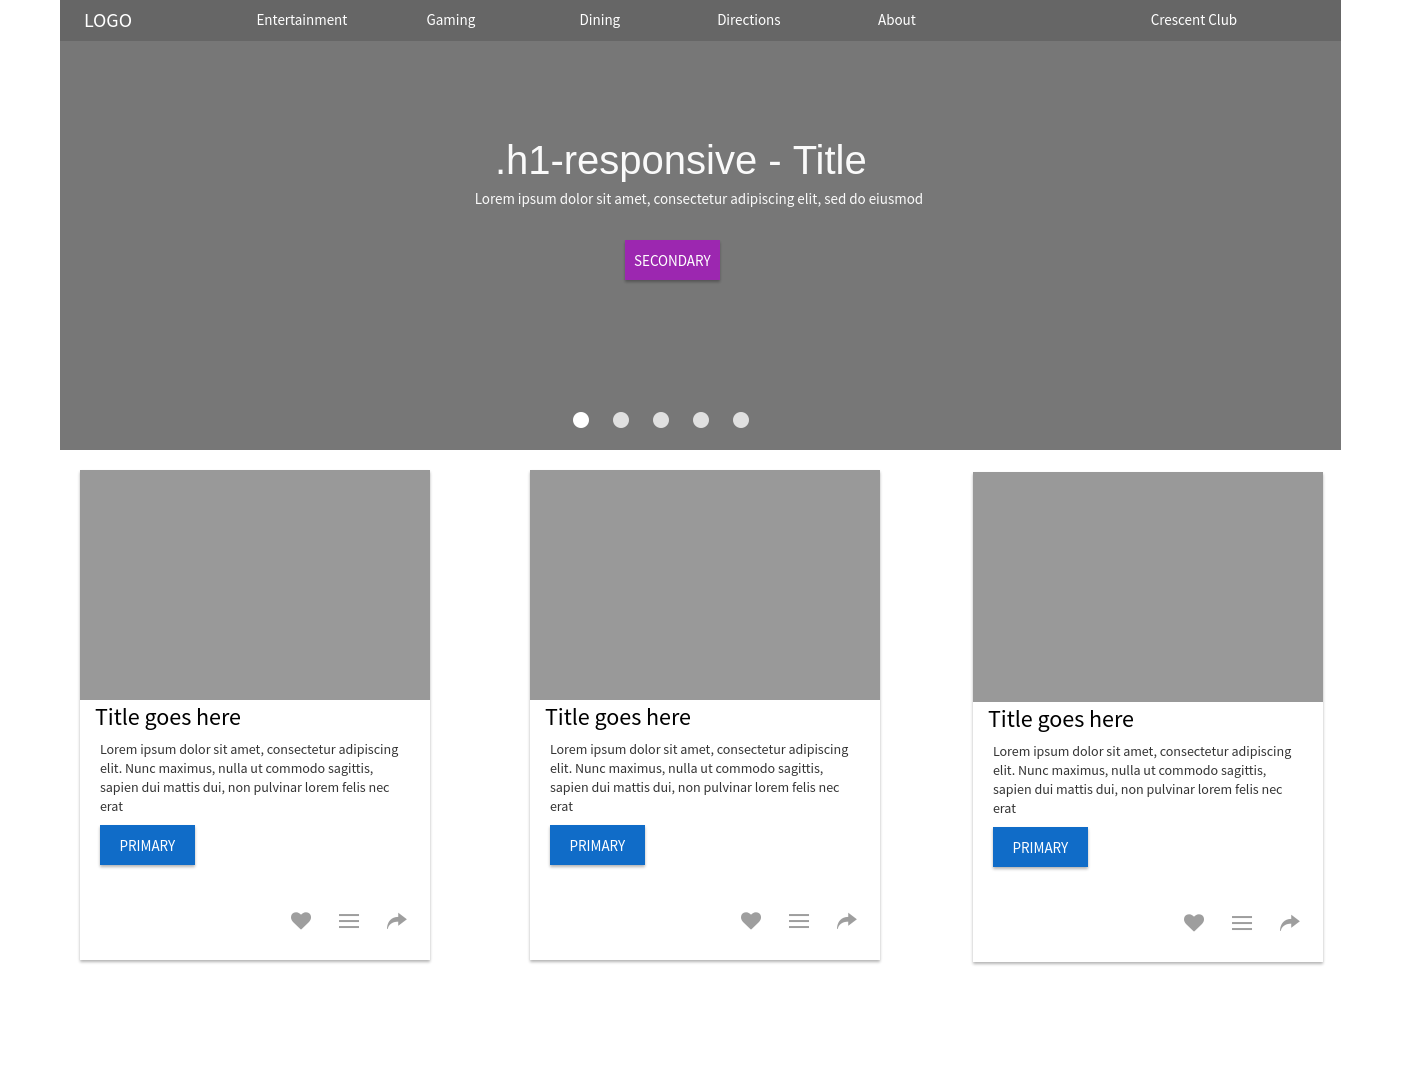 LOGO Entertainment Gaming Dining Directions About Crescent Club
.h1-responsive - Title
Lorem ipsum dolor sit amet, consectetur adipiscing elit, sed do eiusmod
SECONDARY
Title goes here
Lorem ipsum dolor sit amet, consectetur adipiscing
elit. Nunc maximus, nulla ut commodo sagittis,
sapien dui mattis dui, non pulvinar lorem felis nec
erat
PRIMARY
Title goes here
Lorem ipsum dolor sit amet, consectetur adipiscing
elit. Nunc maximus, nulla ut commodo sagittis,
sapien dui mattis dui, non pulvinar lorem felis nec
erat
PRIMARY
Title goes here
Lorem ipsum dolor sit amet, consectetur adipiscing
elit. Nunc maximus, nulla ut commodo sagittis,
sapien dui mattis dui, non pulvinar lorem felis nec
erat
PRIMARY